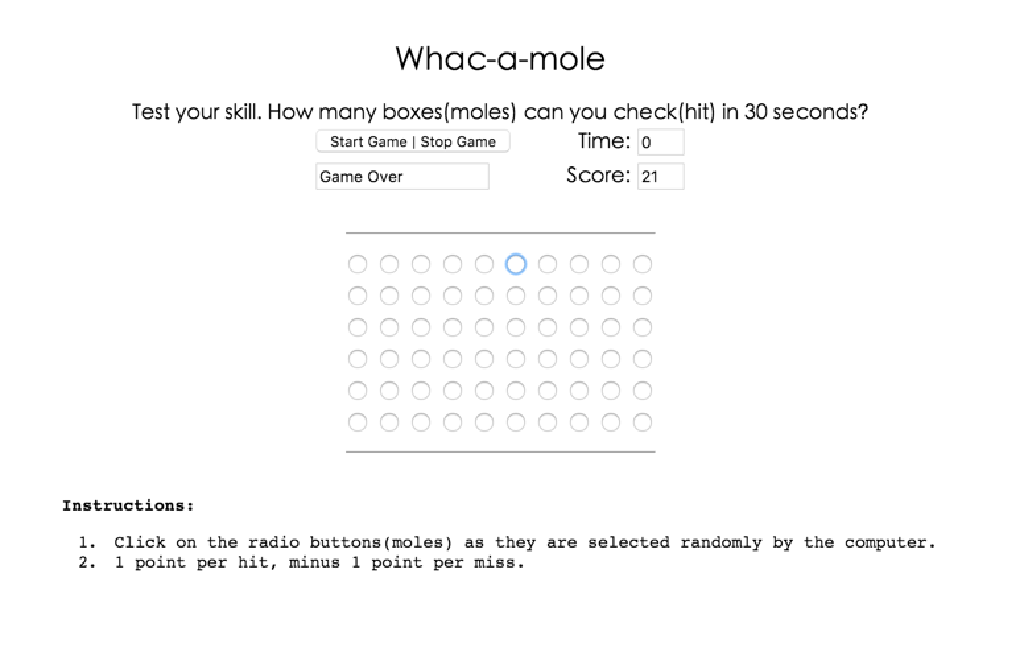 Whac-a-mole
Test your skill. How many boxes(moles) can you check(hit) in 30 seconds?
Start Game | Stop Game Time: 0
Game Over Score: 21
Instructions:
1. Click on the radio buttons(moles) as they are selected randomly by the computer.
2. 1 point per hit, minus 1 point per miss.